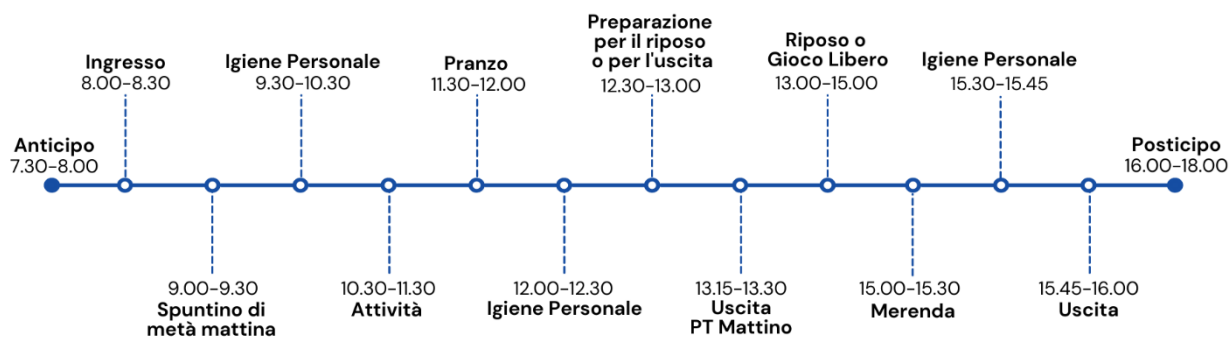 Anticipo
7.30-8.00
Ingresso
8.00-8.30
9.00-9.30
Spuntino di
metà mattina
Igiene Personale
9.30-10.30
10.30-11.30
Attività
Pranzo
11.30-12.00
12.00-12.30
Igiene Personale
Preparazione
per il riposo
o per l'uscita
12.30-13.00
13.15-13.30
Uscita
PT Mattino
Riposo o
Gioco Libero
13.00-15.00
15.00-15.30
Merenda
Igiene Personale
15.30-15.45
15.45-16.00
Uscita
Posticipo
16.00-18.00